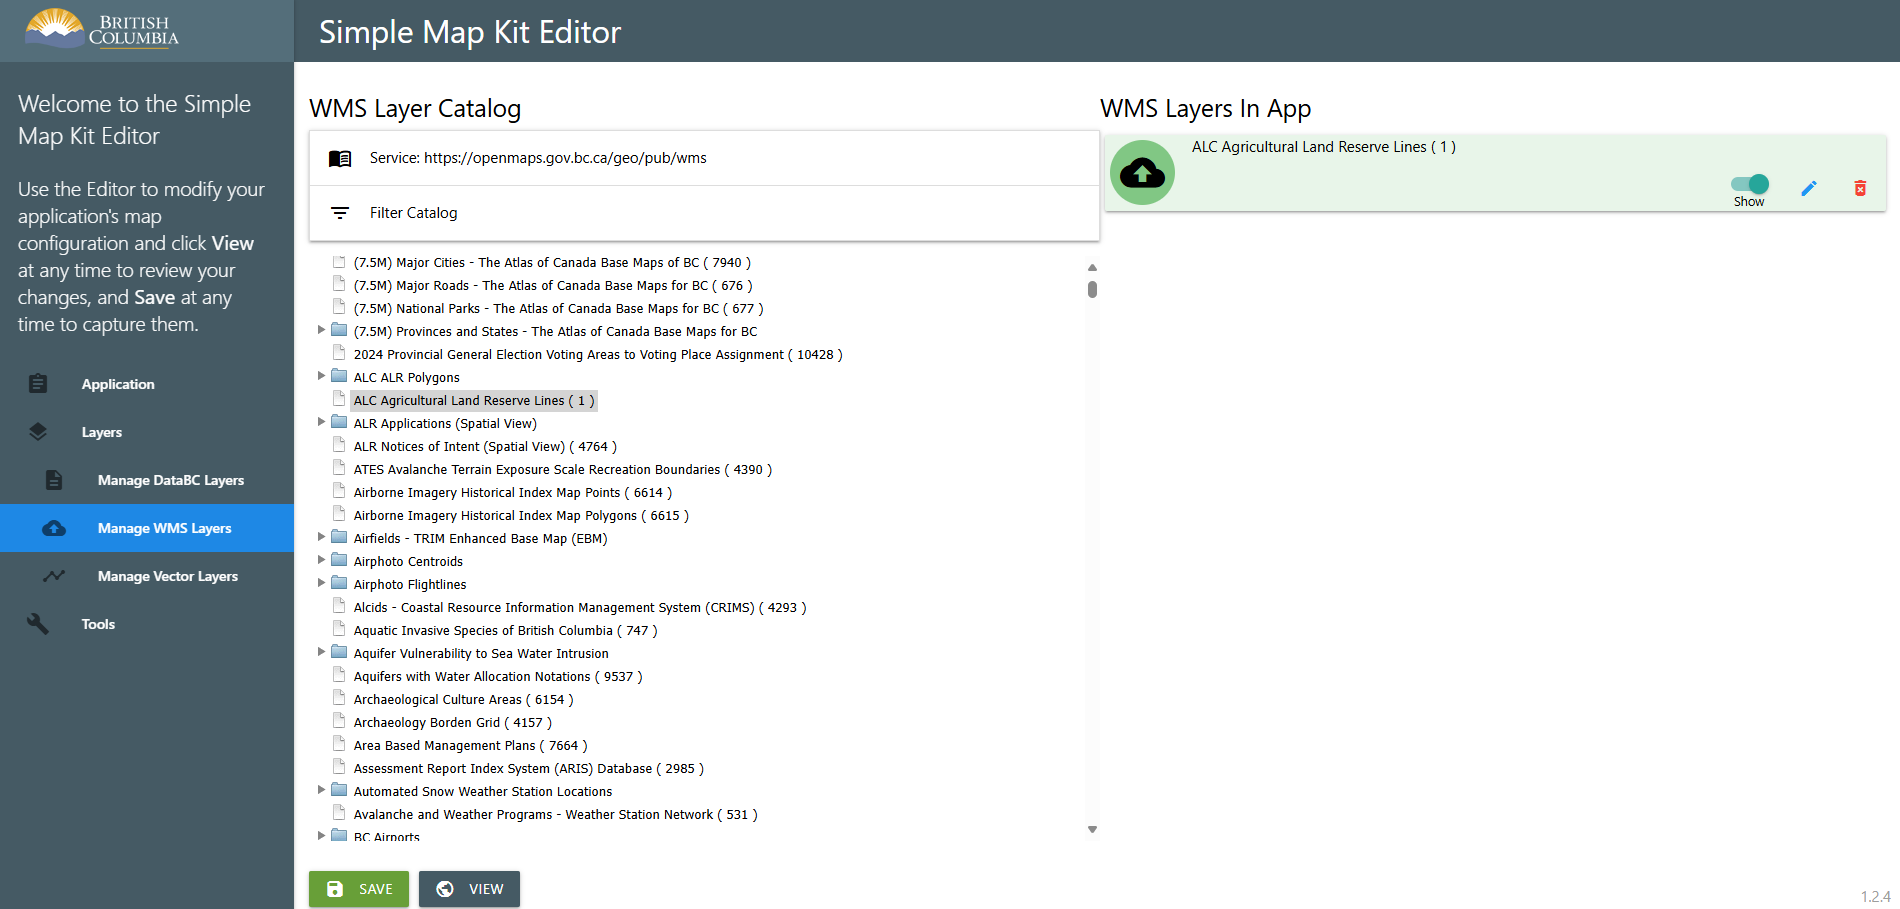 BRITISH
COLUMBIA
Simple Map Kit Editor
Welcome to the Simple
Map Kit Editor
Use the Editor to modify your
application's map
configuration and click View
at any time to review your
changes, and Save at any
time to capture them.
Application
Layers
Manage DataBC Layers
Manage WMS Layers
Manage Vector Layers
Tools
WMS Layer Catalog
Service: https://openmaps.gov.bc.ca/geo/pub/wms
Filter Catalog
(7.5M) Major Cities - The Atlas of Canada Base Maps of BC ( 7940 )
(7.5M) Major Roads - The Atlas of Canada Base Maps for BC ( 676 )
(7.5M) National Parks - The Atlas of Canada Base Maps for BC ( 677 )
(7.5M) Provinces and States - The Atlas of Canada Base Maps for BC
2024 Provincial General Election Voting Areas to Voting Place Assignment ( 10428 )
ALC ALR Polygons
ALC Agricultural Land Reserve Lines ( 1 )
ALR Applications (Spatial View)
ALR Notices of Intent (Spatial View) ( 4764 )
ATES Avalanche Terrain Exposure Scale Recreation Boundaries ( 4390 )
Airborne Imagery Historical Index Map Points ( 6614 )
Airborne Imagery Historical Index Map Polygons ( 6615 )
Airfields - TRIM Enhanced Base Map (EBM)
Airphoto Centroids
Airphoto Flightlines
Alcids - Coastal Resource Information Management System (CRIMS) ( 4293 )
Aquatic Invasive Species of British Columbia ( 747 )
Aquifer Vulnerability to Sea Water Intrusion
Aquifers with Water Allocation Notations ( 9537 )
Archaeological Culture Areas ( 6154 )
Archaeology Borden Grid ( 4157 )
Area Based Management Plans ( 7664 )
Assessment Report Index System (ARIS) Database ( 2985 )
Automated Snow Weather Station Locations
Avalanche and Weather Programs - Weather Station Network ( 531 )
BC Airports
SAVE
VIEW
WMS Layers In App
ALC Agricultural Land Reserve Lines ( 1 )
Show
1.2.4